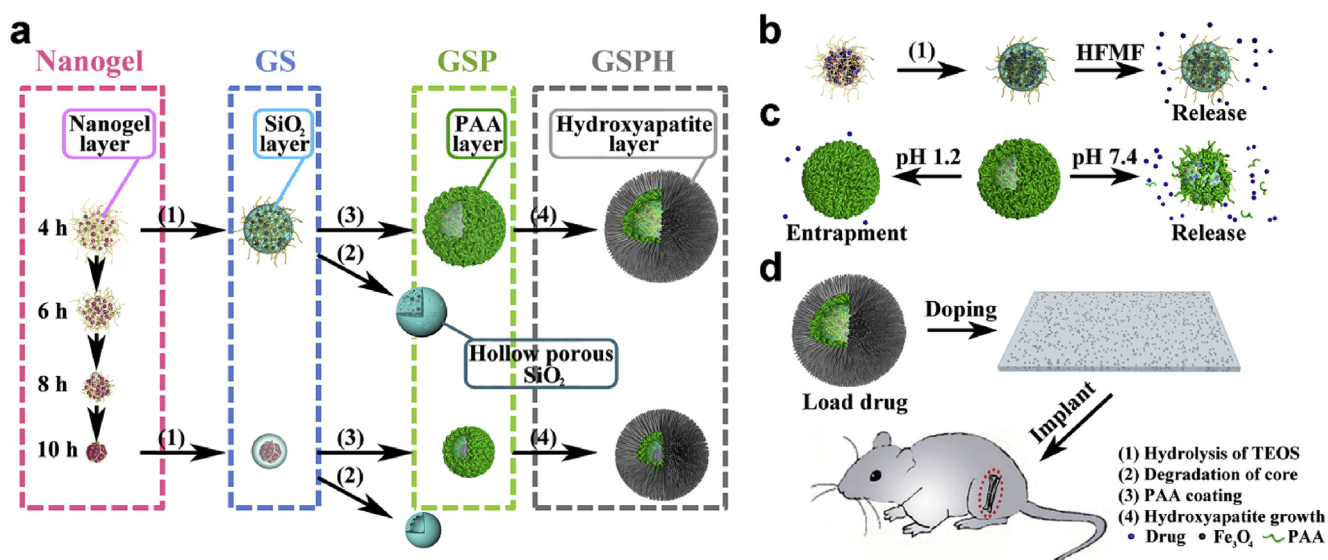 a
Nanogel
GS
GSP
GSPH
Nanogel
layer
SiO₂
layer
PAA
layer
Hydroxyapatite
layer
4 h
(1)
(3)
(4)
(2)
6 h
Hollow porous
SiO₂
8 h
10 h
(1)
(3)
(4)
(2)
b
(1)
HFMF
Release
c
pH 1.2
pH 7.4
Entrapment
Release
d
Doping
Load drug
Implant
(1) Hydrolysis of TEOS
(2) Degradation of core
(3) PAA coating
(4) Hydroxyapatite growth
Drug Fe₃O₄ PAA